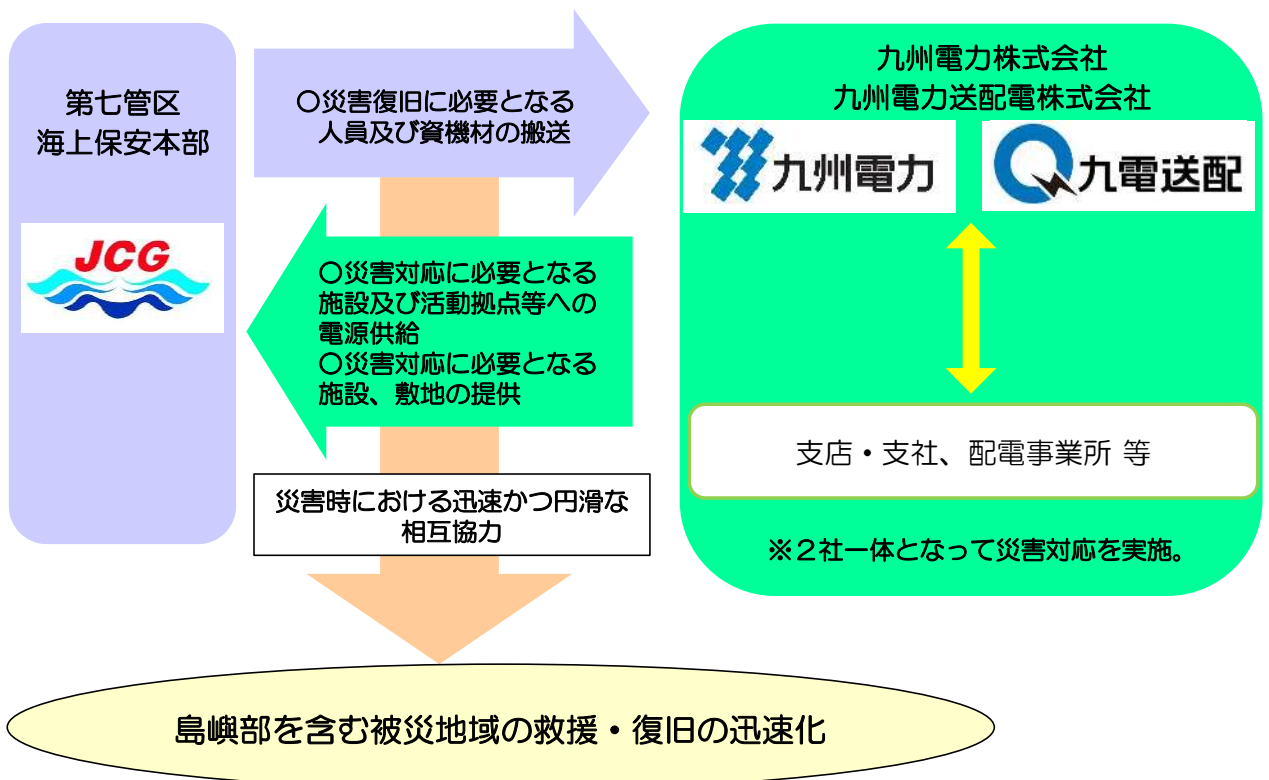 第七管区
海上保安本部
JCG
〇災害復旧に必要となる
人員及び資機材の搬送
〇災害対応に必要となる
施設及び活動拠点等への
電源供給
〇災害対応に必要となる
施設、敷地の提供
災害時における迅速かつ円滑な
相互協力
九州電力株式会社
九州電力送配電株式会社
九州電力
九電送配
支店・支社、配電事業所 等
※２社一体となって災害対応を実施。
島嶼部を含む被災地域の救援・復旧の迅速化